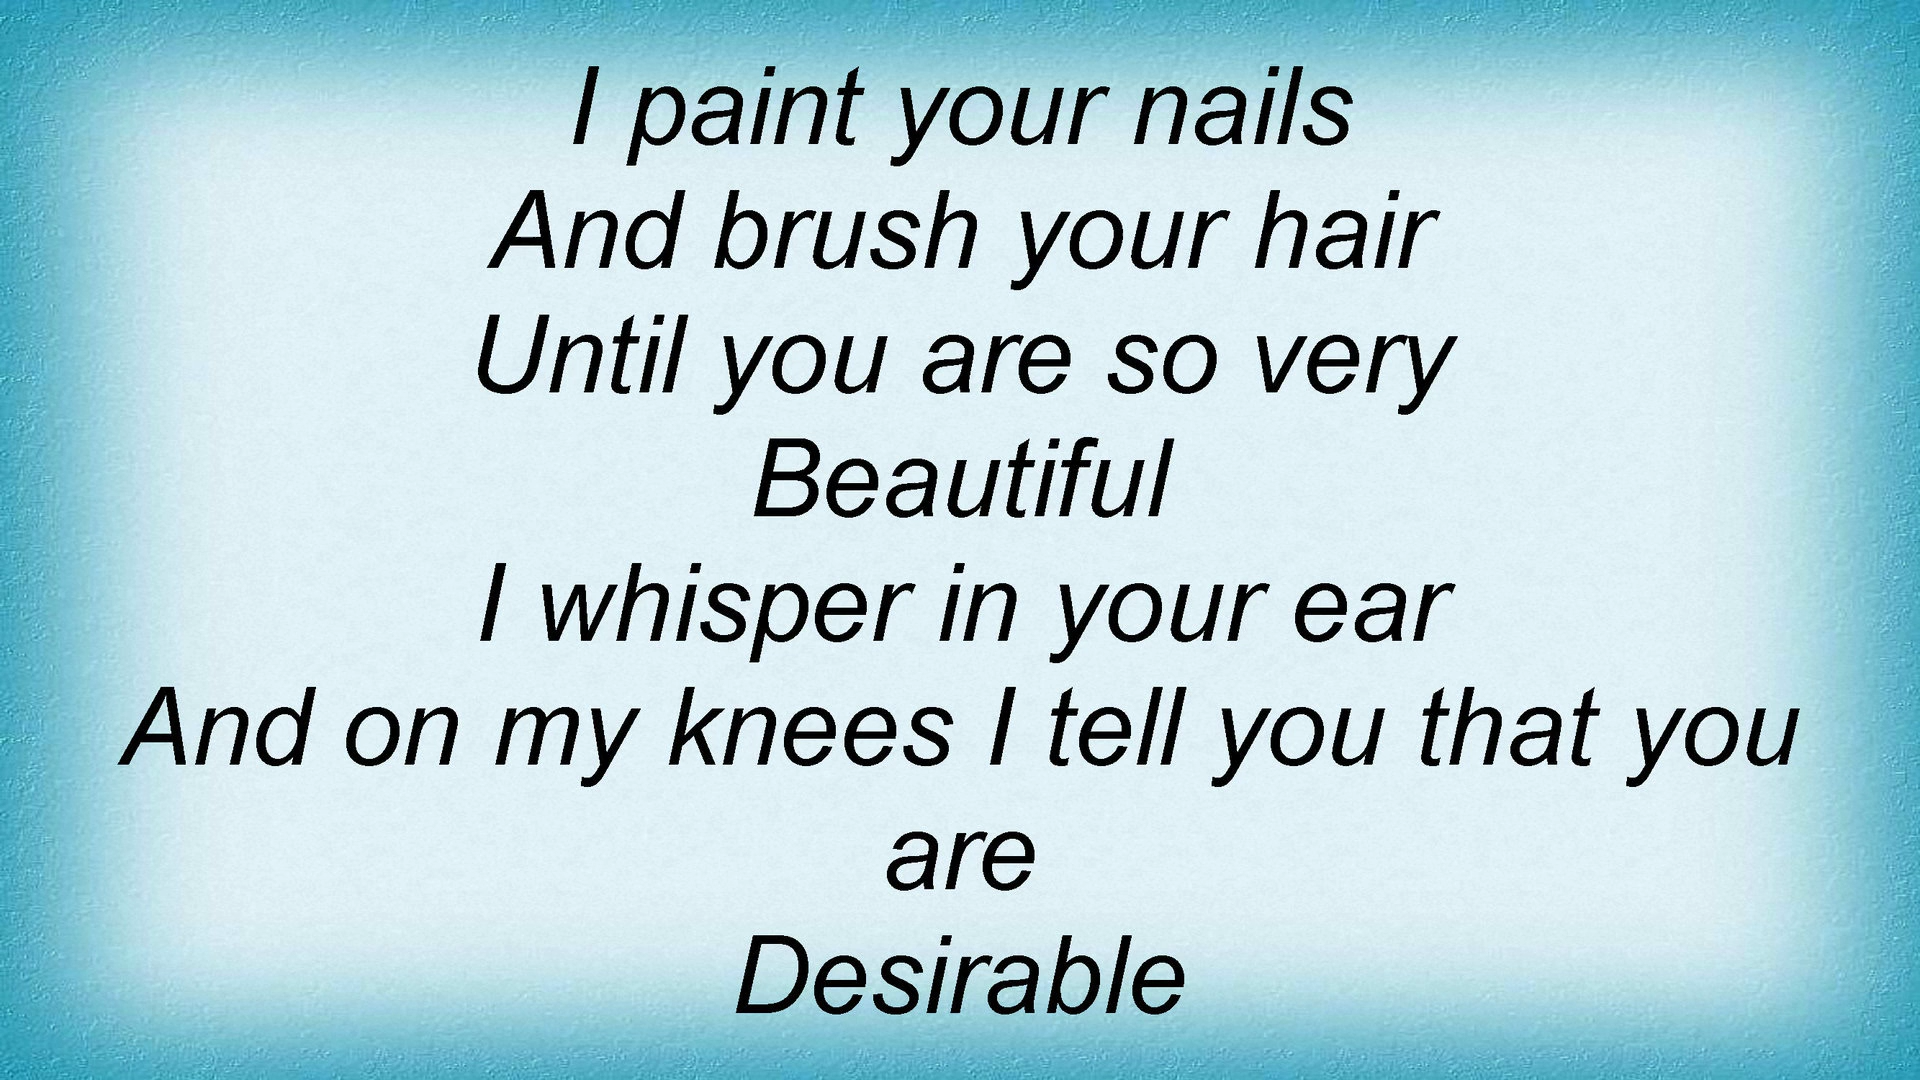 I paint your nails
And brush your hair
Until you are so very
Beautiful
I whisper in your ear
And on my knees I tell you that you
are
Desirable